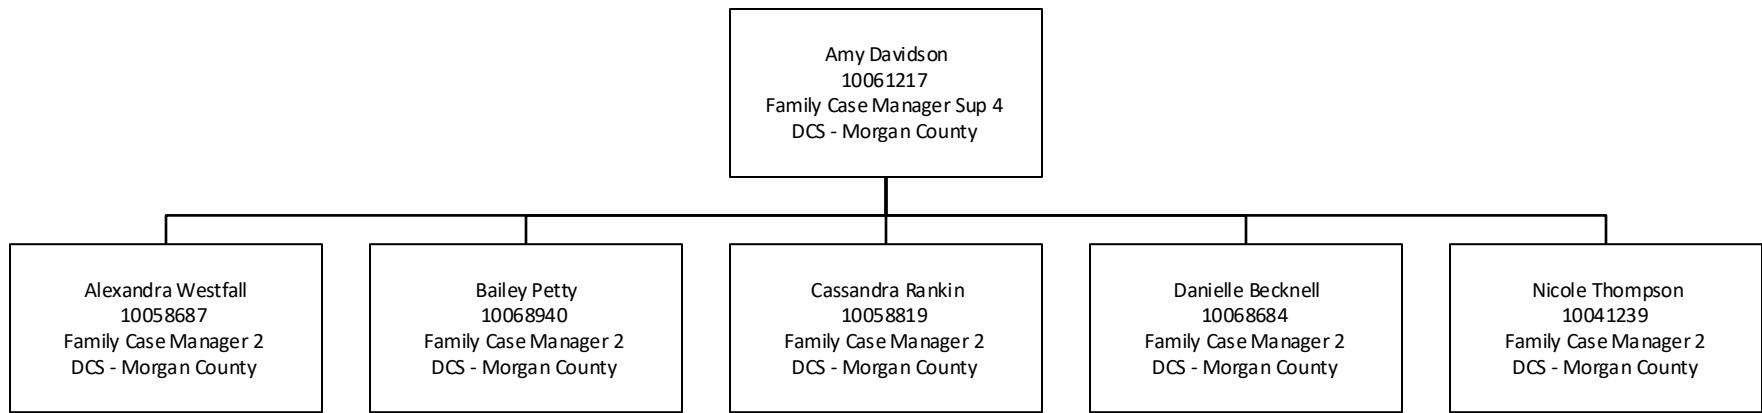 Amy Davidson
10061217
Family Case Manager Sup 4
DCS - Morgan County
Alexandra Westfall
10058687
Family Case Manager 2
DCS - Morgan County
Bailey Petty
10068940
Family Case Manager 2
DCS - Morgan County
Cassandra Rankin
10058819
Family Case Manager 2
DCS - Morgan County
Danielle Becknell
10068684
Family Case Manager 2
DCS - Morgan County
Nicole Thompson
10041239
Family Case Manager 2
DCS - Morgan County